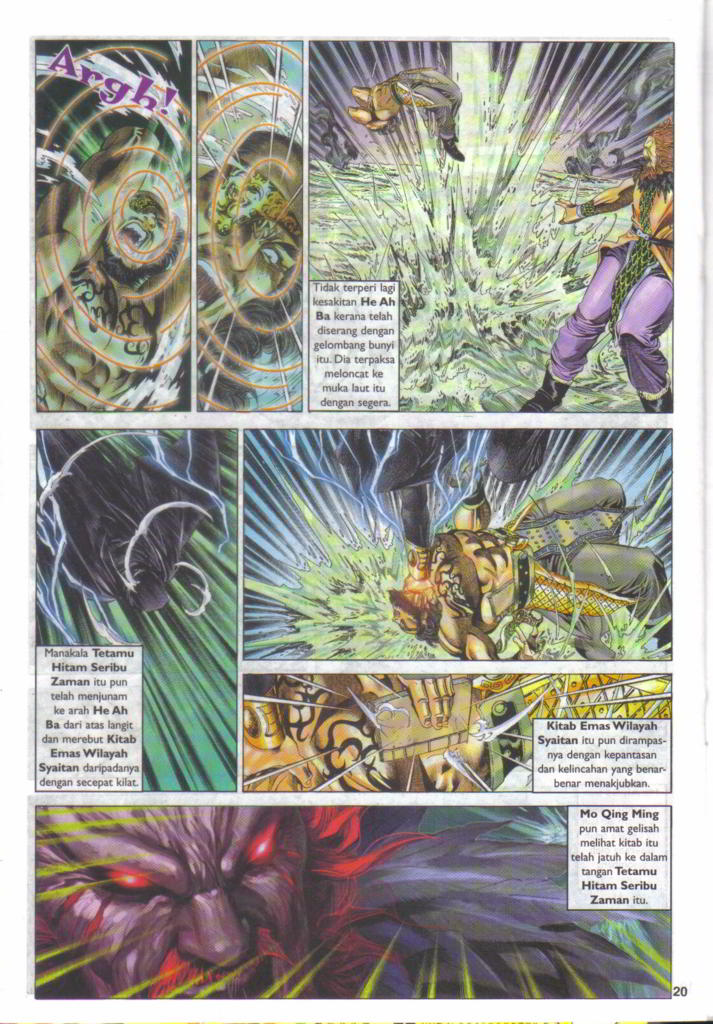 Argh!
Tidak terperi lagi
kesakitan He Ah
Ba kerana telah
diserang dengan
gelombang bunyi
itu. Dia terpaksa
meloncat ke
muka laut itu
dengan segera.
Manakala Tetamu
Hitam Seribu
Zaman itu pun
telah menjunam
ke arah He Ah
Ba dari atas langit
dan merebut Kitab
Emas Wilayah
Syaitan daripadanya
dengan secepat kilat.
Kitab Emas Wilayah
Syaitan itu pun dirampas-
nya dengan kepantasan
dan kelincahan yang benar-
benar menakjubkan.
Mo Qing Ming
pun amat gelisah
melihat kitab itu
telah jatuh ke dalam
tangan Tetamu
Hitam Seribu
Zaman itu.
20